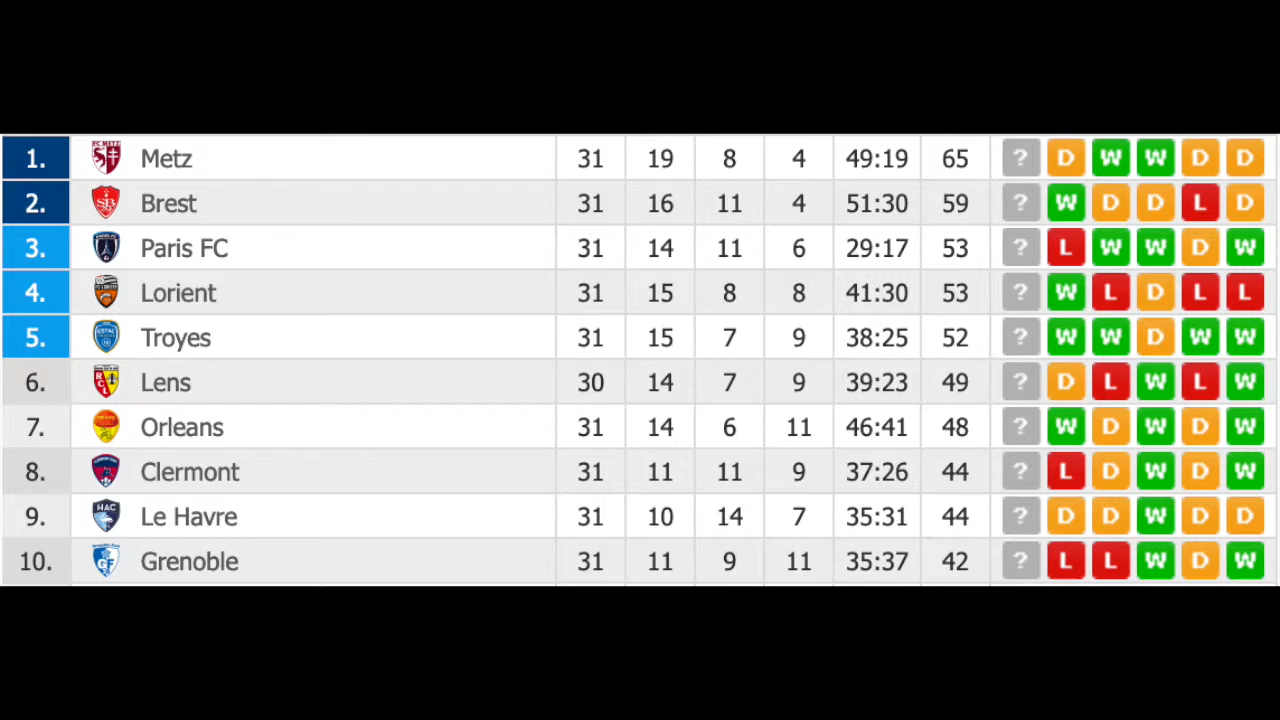 1. Metz 31 19 8 4 49:19 65 ? D W W D D
2. Brest 31 16 11 4 51:30 59 ? W D D L D
3. Paris FC 31 14 11 6 29:17 53 ? L W W D W
4. Lorient 31 15 8 8 41:30 53 ? W L D L L
5. Troyes 31 15 7 9 38:25 52 ? W W D W W
6. Lens 30 14 7 9 39:23 49 ? D L W L W
7. Orleans 31 14 6 11 46:41 48 ? W D W D W
8. Clermont 31 11 11 9 37:26 44 ? L D W D W
9. Le Havre 31 10 14 7 35:31 44 ? D D W D D
10. Grenoble 31 11 9 11 35:37 42 ? L L W D W